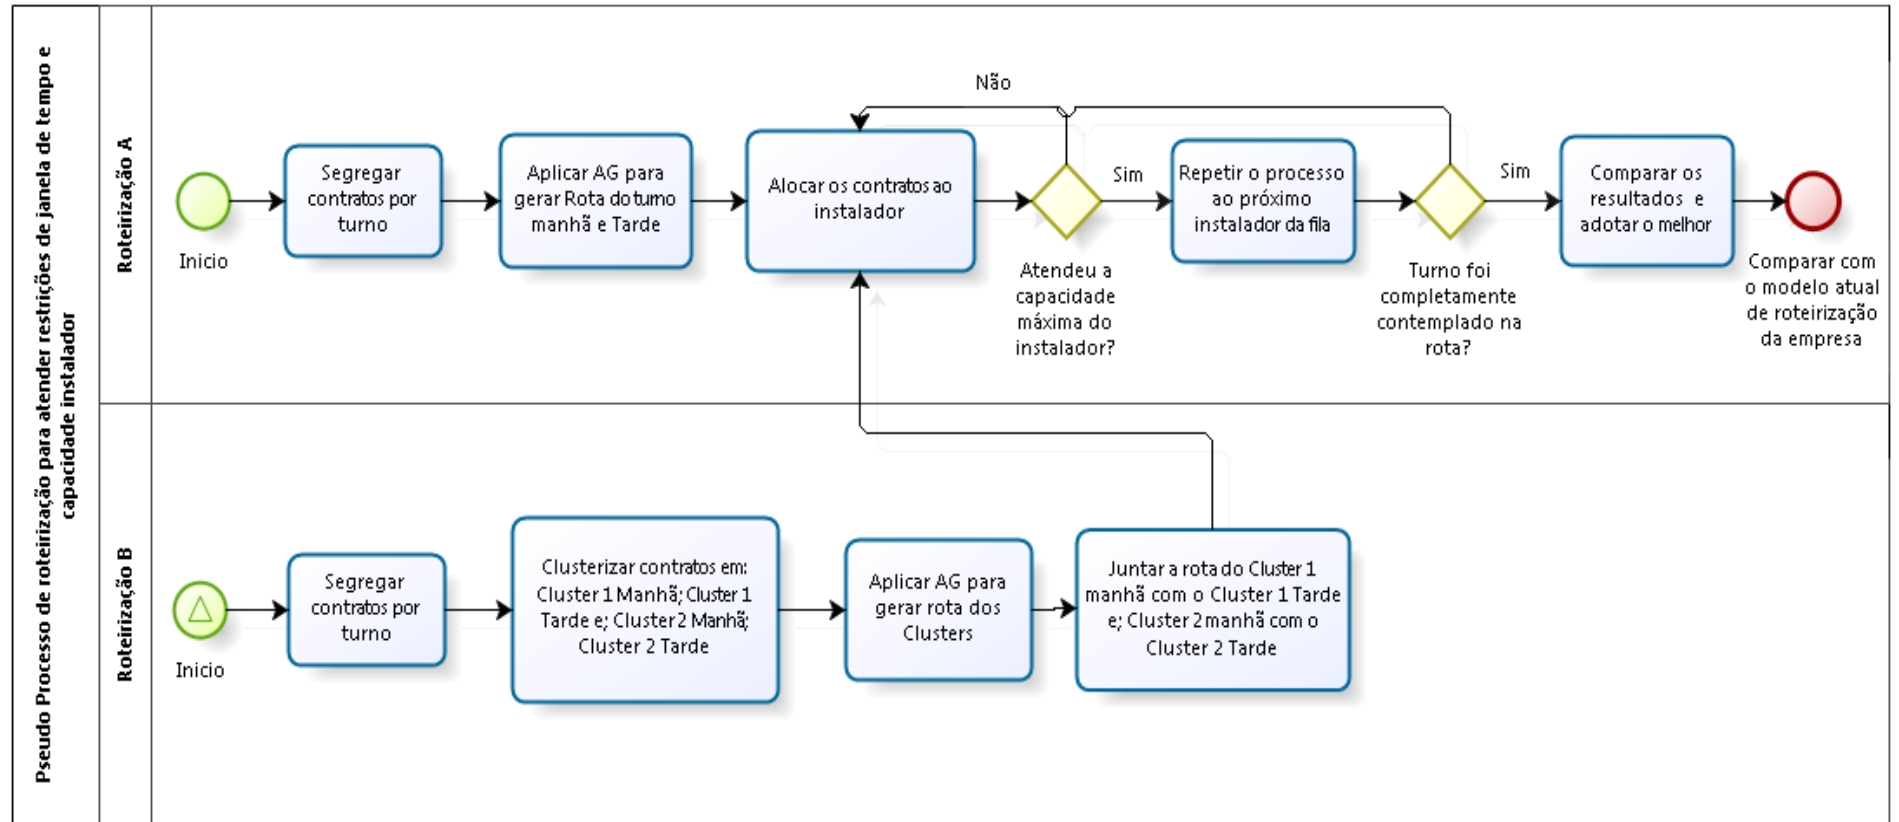 Pseudo Processo de roteirização para atender restrições de janela de tempo e
capacidade instalador
Roteirização A
Inicio
Segregar
contratos por
turno
Aplicar AG para
gerar Rota do turno
manhã e Tarde
Alocar os contratos ao
instalador
Não
Atendeu a
capacidade
máxima do
instalador?
Sim
Repetir o processo
ao próximo
instalador da fila
Turno foi
completamente
contemplado na
rota?
Sim
Comparar os
resultados e
adotar o melhor
Comparar com
o modelo atual
de roteirização
da empresa
Roteirização B
Inicio
Segregar
contratos por
turno
Clusterizar contratos em:
Cluster 1 Manhã; Cluster 1
Tarde e; Cluster 2 Manhã;
Cluster 2 Tarde
Aplicar AG para
gerar rota dos
Clusters
Juntar a rota do Cluster 1
manhã com o Cluster 1 Tarde
e; Cluster 2 manhã com o
Cluster 2 Tarde